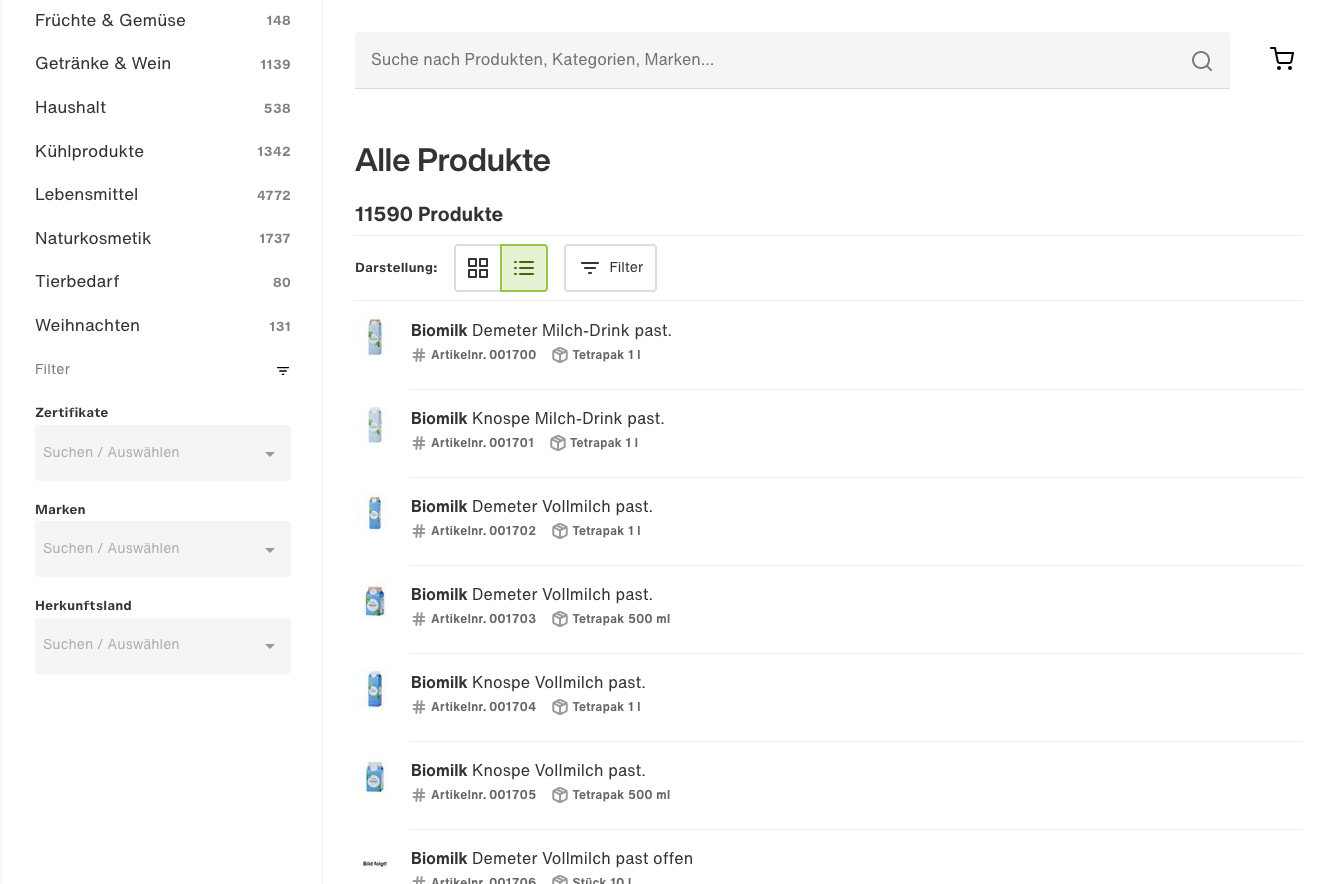 Früchte & Gemüse 148
Getränke & Wein 1139
Haushalt 538
Kühlprodukte 1342
Lebensmittel 4772
Naturkosmetik 1737
Tierbedarf 80
Weihnachten 131
Filter
Zertifikate
Suchen / Auswählen
Marken
Suchen / Auswählen
Herkunftsland
Suchen / Auswählen
Suche nach Produkten, Kategorien, Marken...
Alle Produkte
11590 Produkte
Darstellung: Filter
Biomilk Demeter Milch-Drink past.
Artikelnr. 001700 Tetrapak 1 l
Biomilk Knospe Milch-Drink past.
Artikelnr. 001701 Tetrapak 1 l
Biomilk Demeter Vollmilch past.
Artikelnr. 001702 Tetrapak 1 l
Biomilk Demeter Vollmilch past.
Artikelnr. 001703 Tetrapak 500 ml
Biomilk Knospe Vollmilch past.
Artikelnr. 001704 Tetrapak 1 l
Biomilk Knospe Vollmilch past.
Artikelnr. 001705 Tetrapak 500 ml
Bild folgt!
Biomilk Demeter Vollmilch past offen
Artikelnr. 001706 Stück 10 l